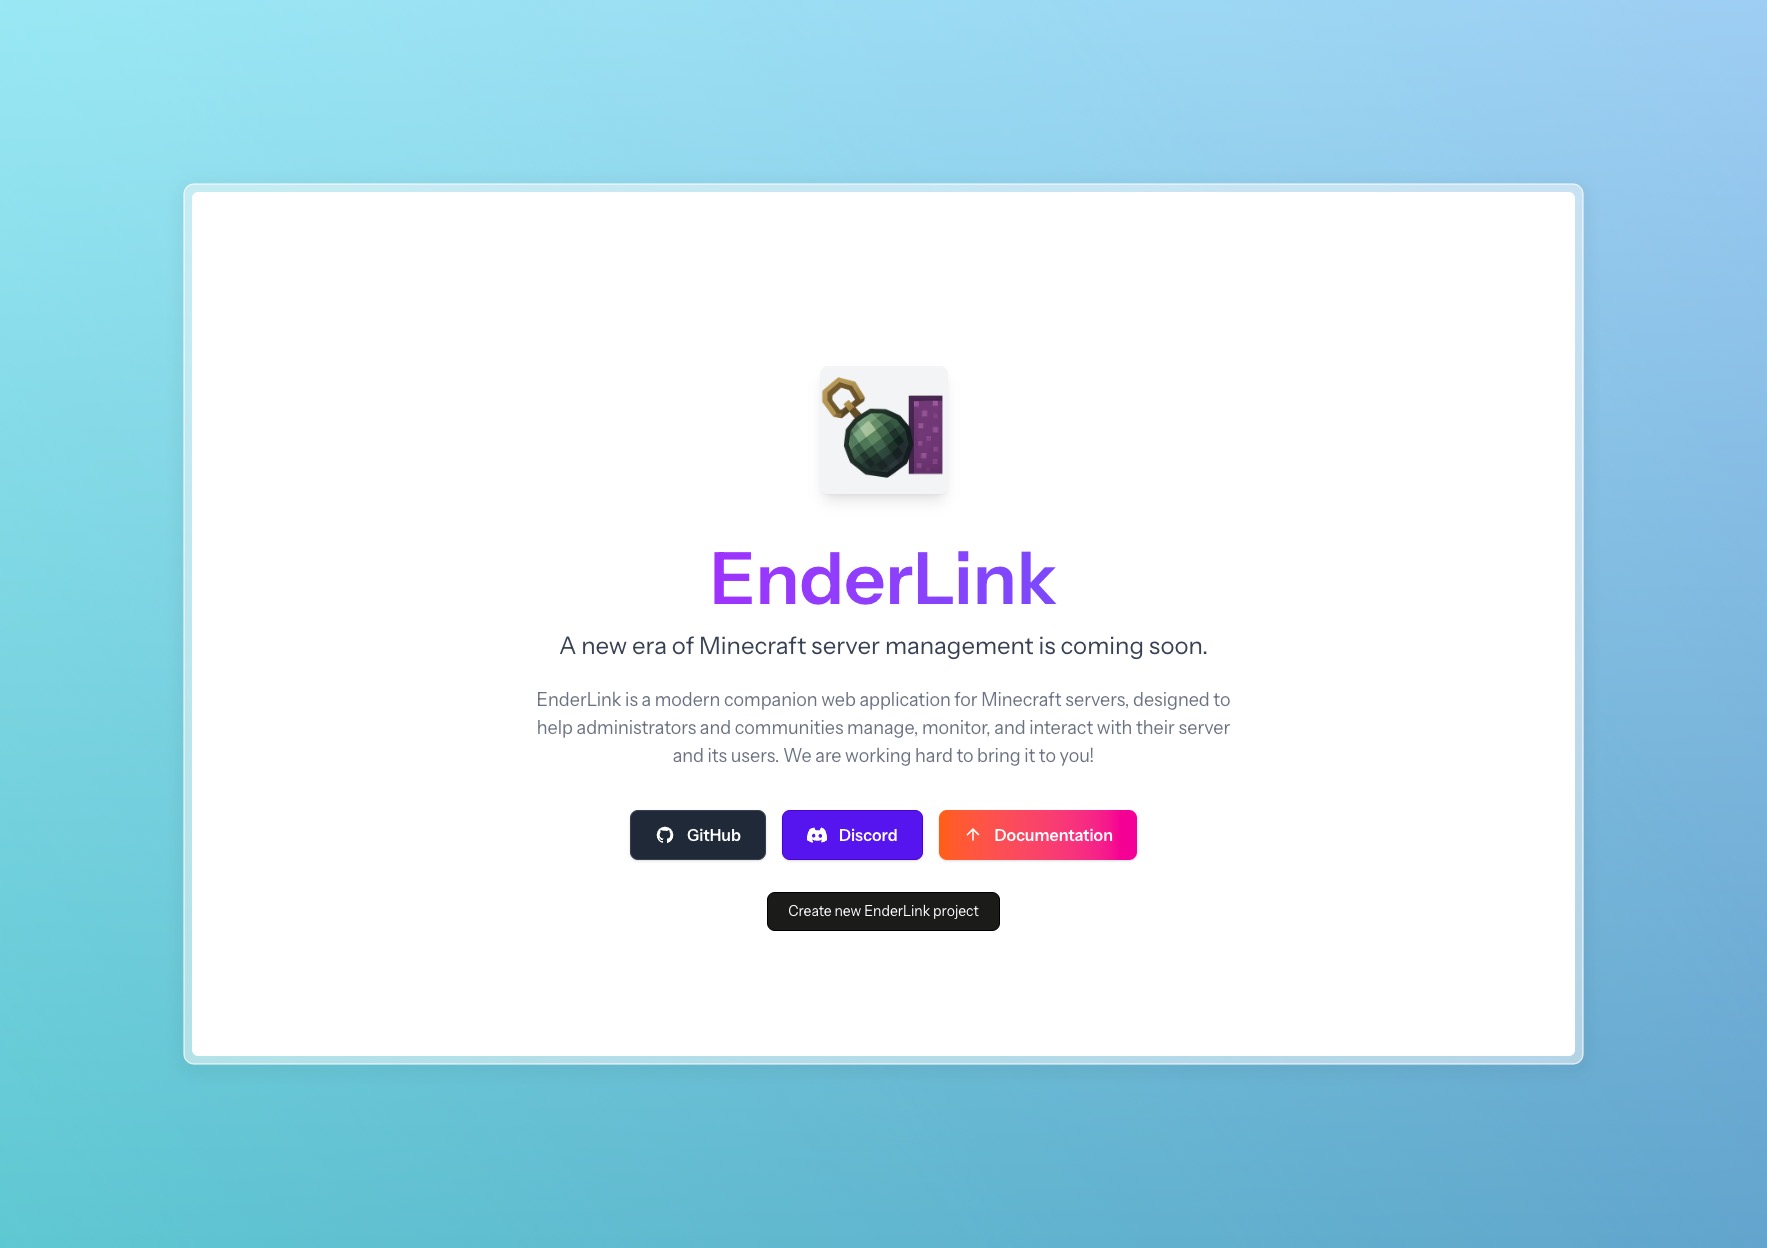 EnderLink
A new era of Minecraft server management is coming soon.
EnderLink is a modern companion web application for Minecraft servers, designed to
help administrators and communities manage, monitor, and interact with their server
and its users. We are working hard to bring it to you!
GitHub
Discord
Documentation
Create new EnderLink project